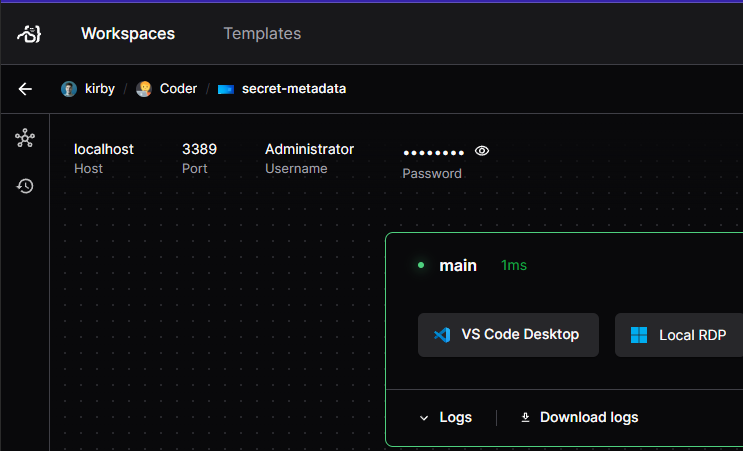 Workspaces Templates
kirby / Coder / secret-metadata
localhost 3389 Administrator ••••••••
Host Port Username Password
main 1ms
VS Code Desktop Local RDP
Logs Download logs